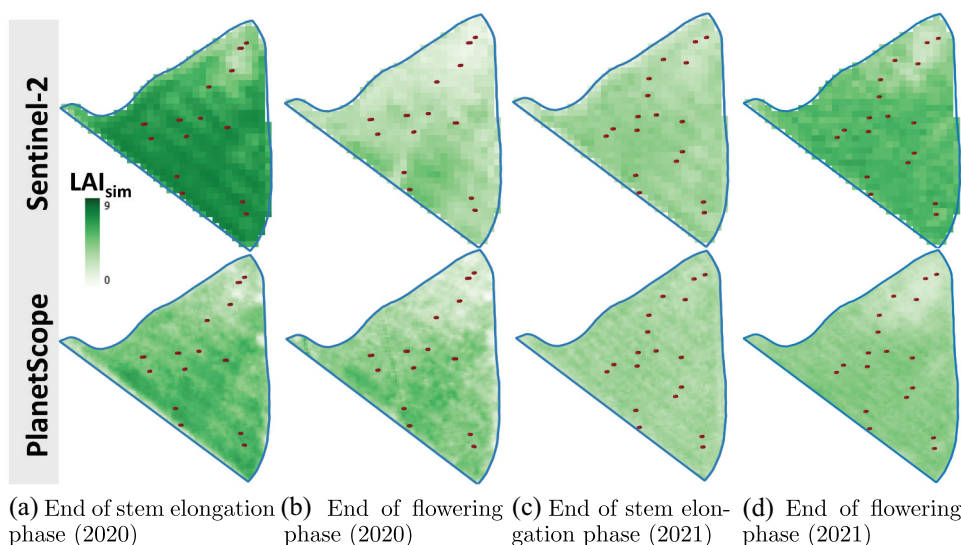 Sentinel-2
LAIsim
9
0
PlanetScope
(a) End of stem elongation
phase (2020)
(b) End of flowering
phase (2020)
(c) End of stem elon-
gation phase (2021)
(d) End of flowering
phase (2021)